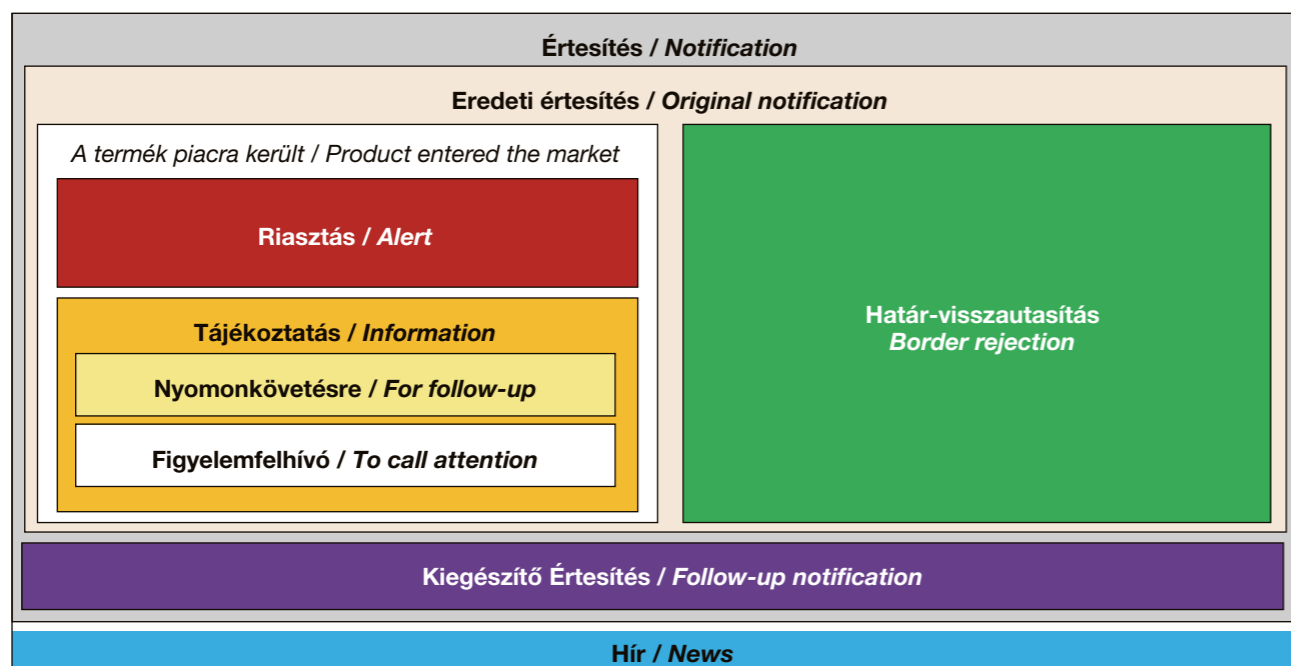 Értesítés / Notification
Eredeti értesítés / Original notification
A termék piacra került / Product entered the market
Riasztás / Alert
Tájékoztatás / Information
Nyomonkövetésre / For follow-up
Figyelemfelhívó / To call attention
Határ-visszautasítás
Border rejection
Kiegészítő Értesítés / Follow-up notification
Hír / News